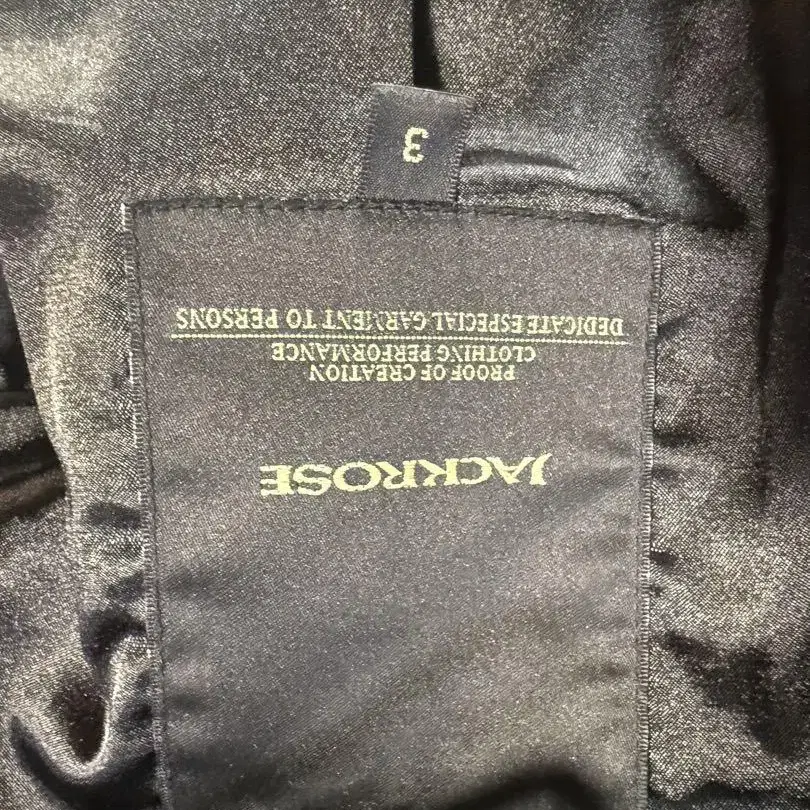 JACKROSE
PROOF OF CREATION
CLOTHING PERFORMANCE
DEDICATE ESPECIAL GARMENT TO PERSONS
3